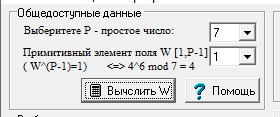 Общедоступные данные
Выберитете P - простое число: 7
Примитивный элемент поля W [1,P-1] 1
( W^(P-1)=1) <=> 4^6 mod 7 = 4
Вычслить W ? Помощь